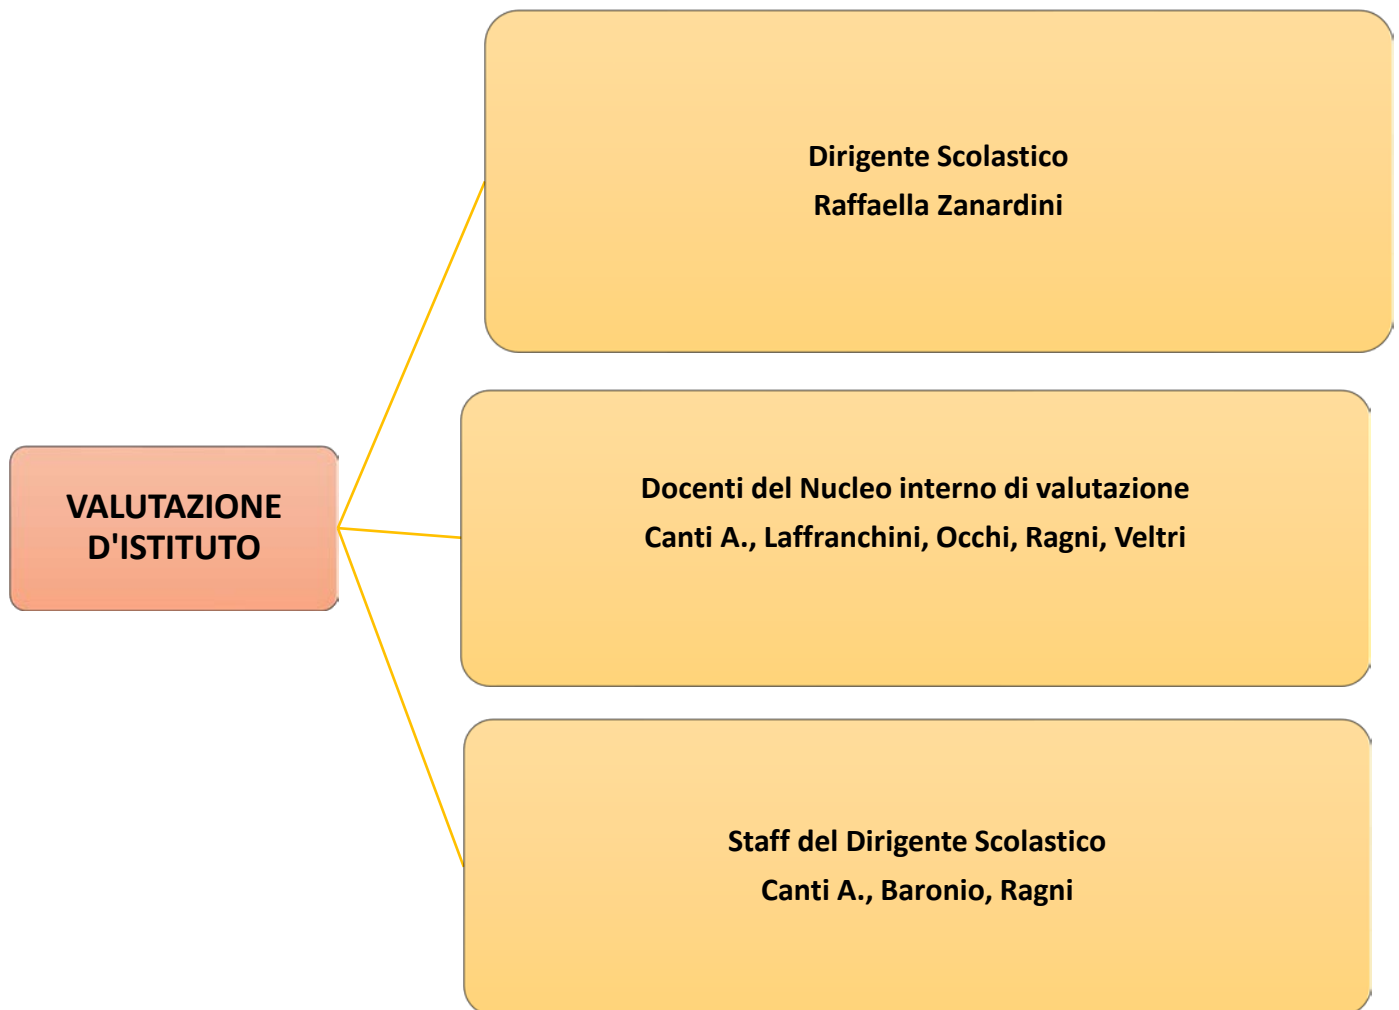 Dirigente Scolastico
Raffaella Zanardini
VALUTAZIONE
D'ISTITUTO
Docenti del Nucleo interno di valutazione
Canti A., Laffranchini, Occhi, Ragni, Veltri
Staff del Dirigente Scolastico
Canti A., Baronio, Ragni